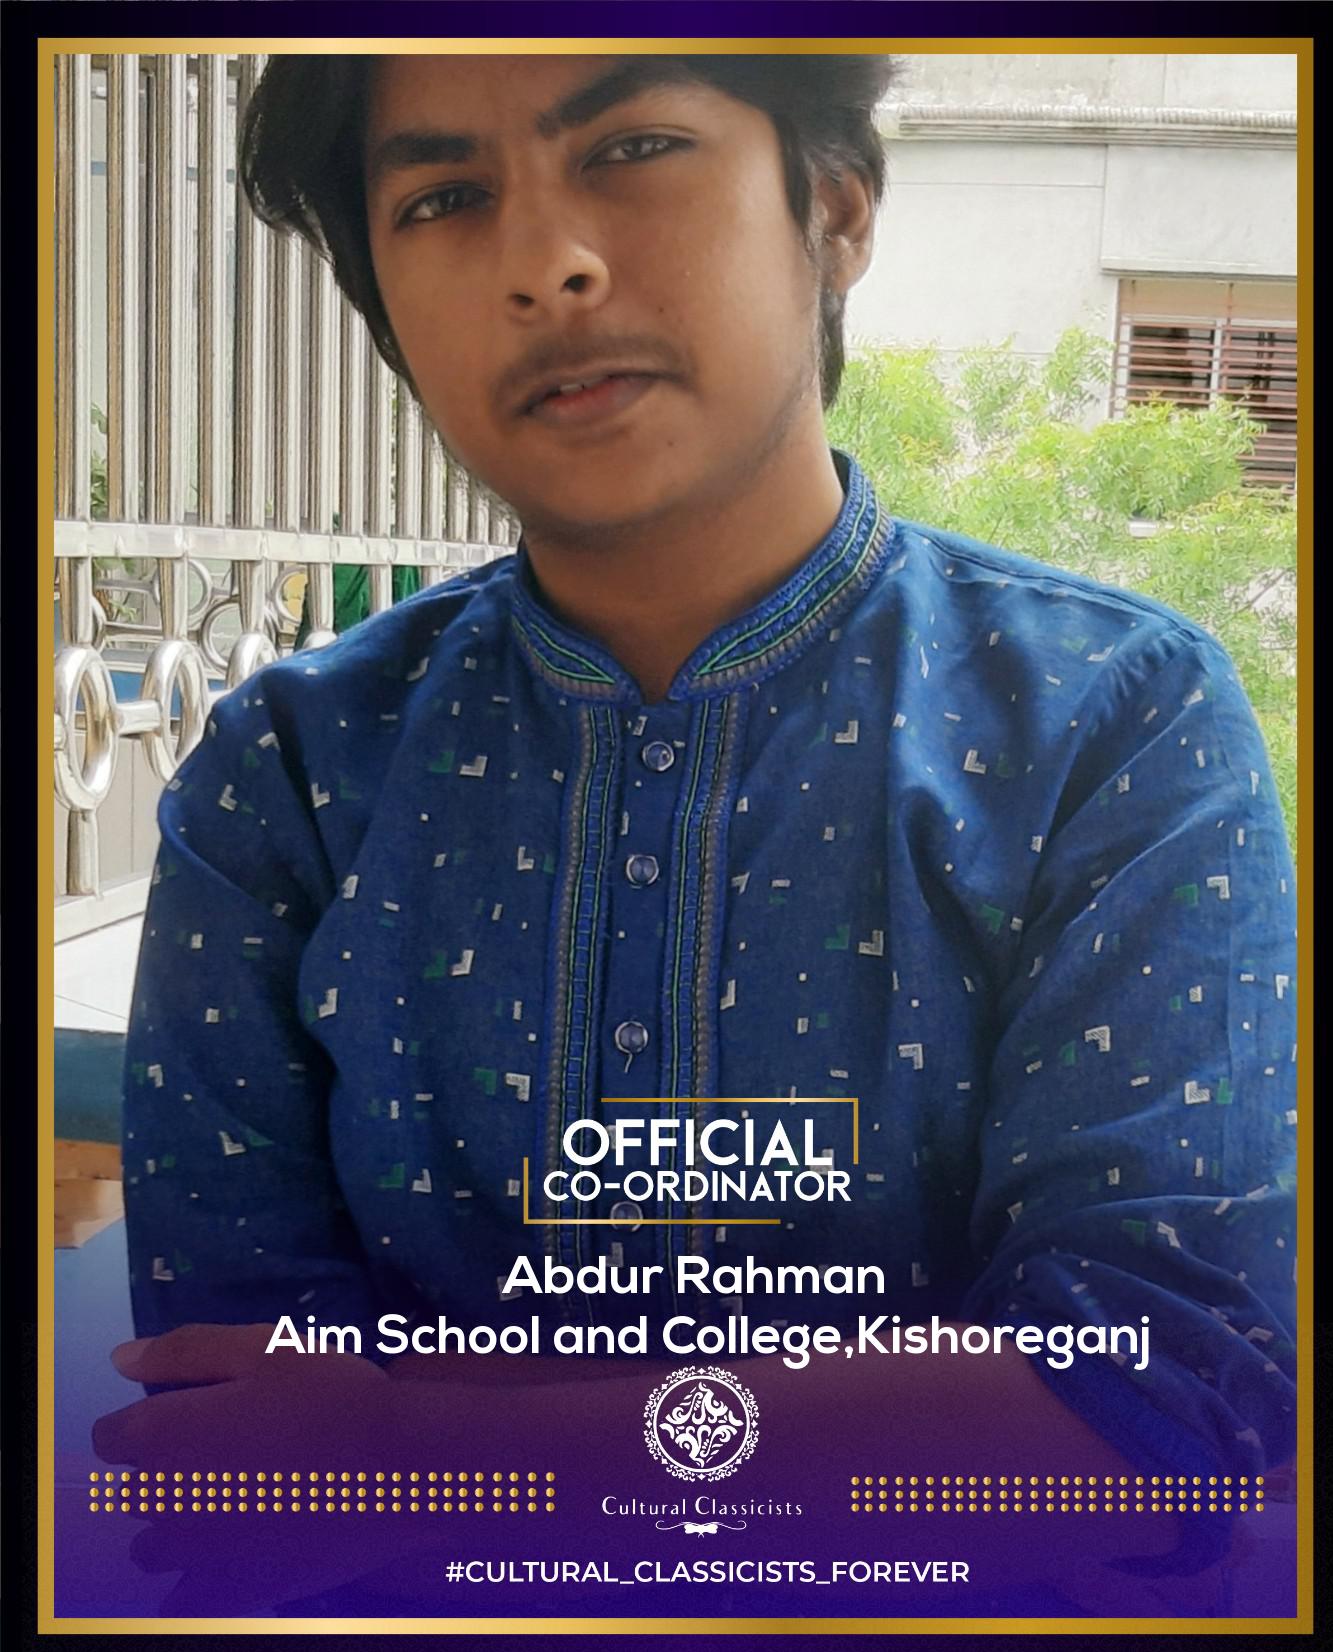 OFFICIAL
CO-ORDINATOR
Abdur Rahman
Aim School and College,Kishoreganj
Cultural Classicists
#CULTURAL_CLASSICISTS_FOREVER